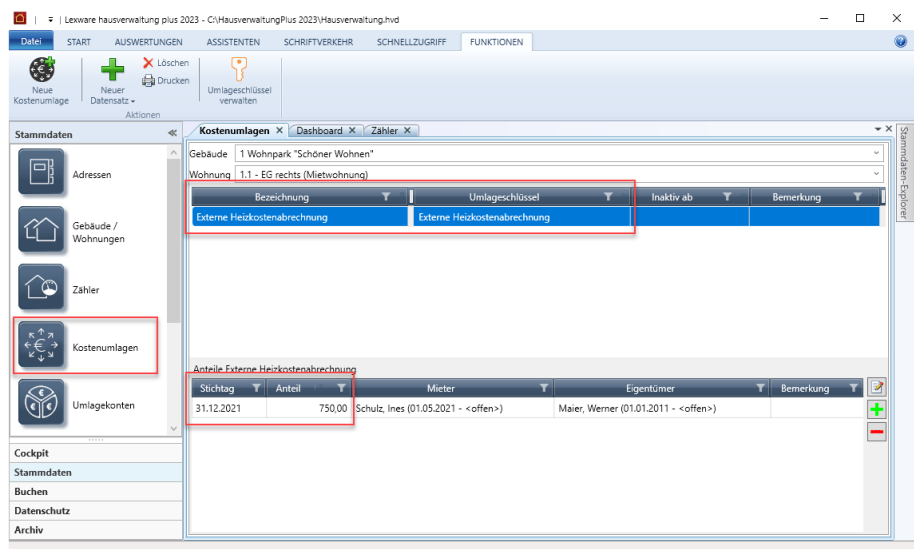 Lexware hausverwaltung plus 2023 - C:\HausverwaltungPlus 2023\Hausverwaltung.hvd
Datei START AUSWERTUNGEN ASSISTENTEN SCHRIFTVERKEHR SCHNELLZUGRIFF FUNKTIONEN
Neue Kostenumlage
Neuer Datensatz
Löschen
Drucken
Umlageschlüssel verwalten
Aktionen
Stammdaten
Adressen
Gebäude / Wohnungen
Zähler
Kostenumlagen
Umlagekonten
Cockpit
Stammdaten
Buchen
Datenschutz
Archiv
Kostenumlagen Dashboard Zähler
Gebäude 1 Wohnpark "Schöner Wohnen"
Wohnung 1.1 - EG rechts (Mietwohnung)
Bezeichnung Umlageschlüssel Inaktiv ab Bemerkung
Externe Heizkostenabrechnung Externe Heizkostenabrechnung
Anteile Externe Heizkostenabrechnung
Stichtag Anteil Mieter Eigentümer Bemerkung
31.12.2021 750,00 Schulz, Ines (01.05.2021 - <offen>) Maier, Werner (01.01.2011 - <offen>)
Stammdaten-Explorer